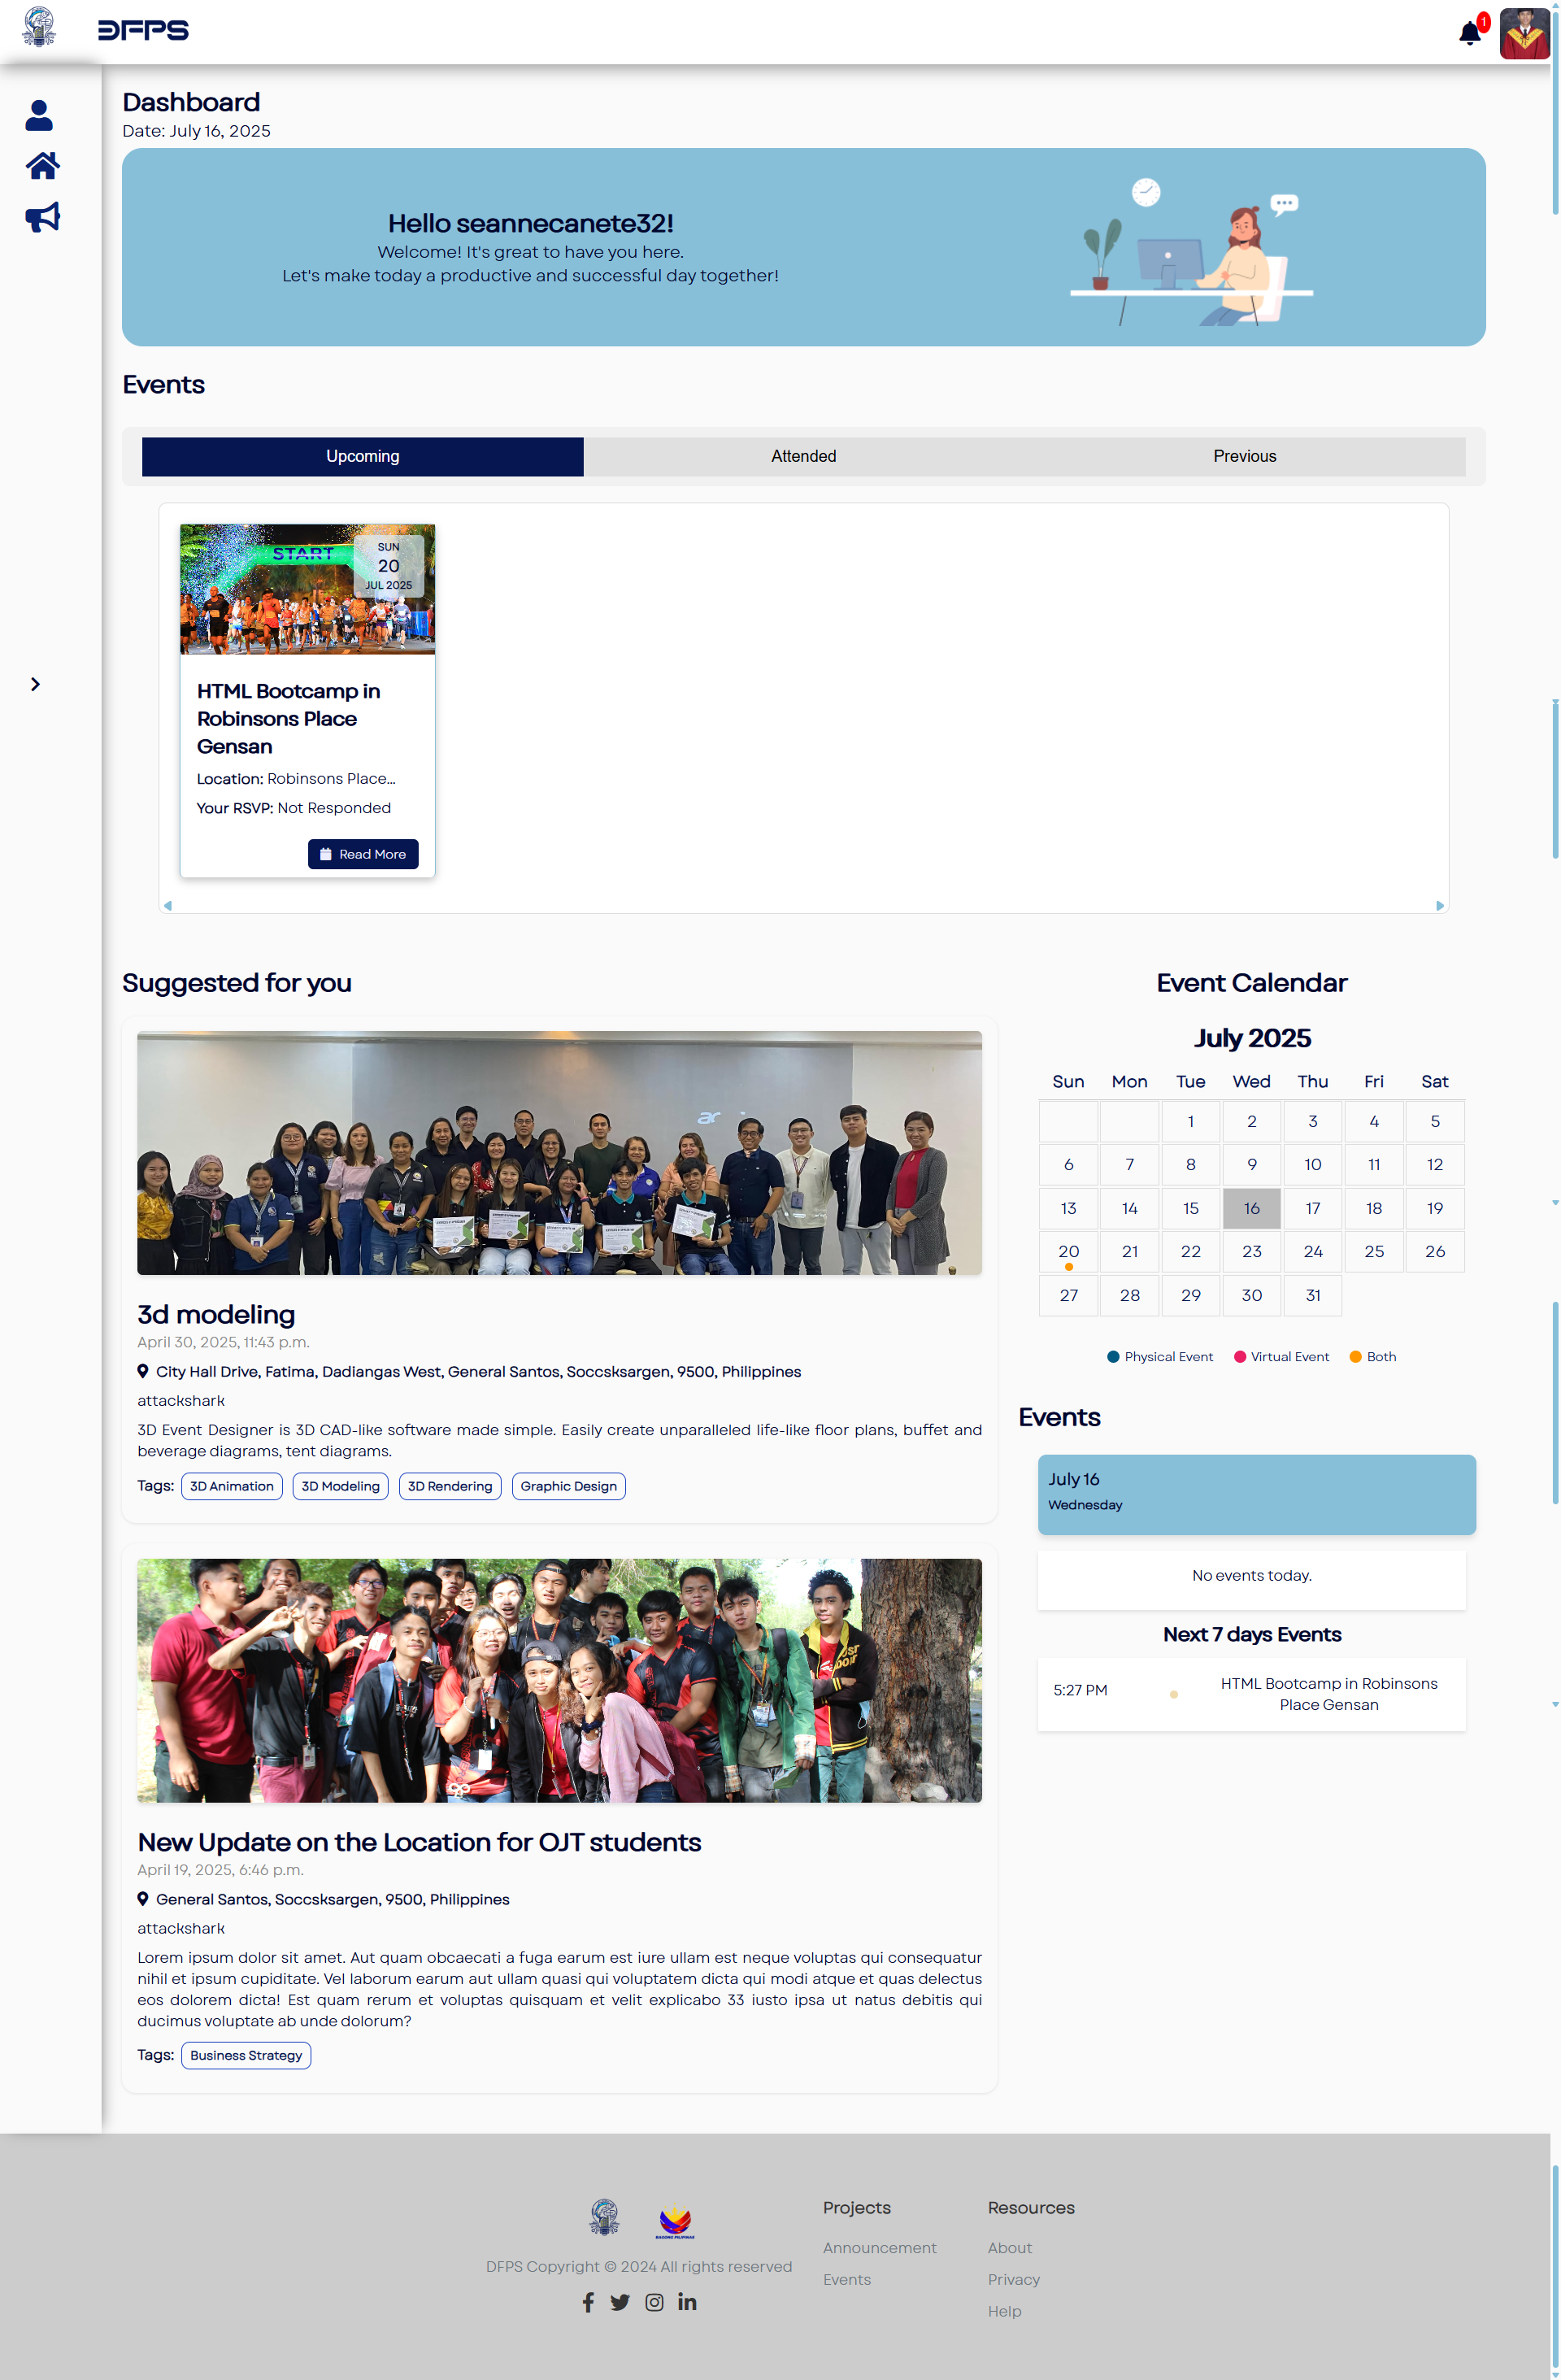 DFPS
1
Dashboard
Date: July 16, 2025
Hello seannecanete32!
Welcome! It's great to have you here.
Let's make today a productive and successful day together!
Events
Upcoming
Attended
Previous
START
SUN
20
JUL 2025
HTML Bootcamp in
Robinsons Place
Gensan
Location: Robinsons Place...
Your RSVP: Not Responded
Read More
Suggested for you
3d modeling
April 30, 2025, 11:43 p.m.
City Hall Drive, Fatima, Dadiangas West, General Santos, Soccsksargen, 9500, Philippines
attackshark
3D Event Designer is 3D CAD-like software made simple. Easily create unparalleled life-like floor plans, buffet and
beverage diagrams, tent diagrams.
Tags: 3D Animation 3D Modeling 3D Rendering Graphic Design
New Update on the Location for OJT students
April 19, 2025, 6:46 p.m.
General Santos, Soccsksargen, 9500, Philippines
attackshark
Lorem ipsum dolor sit amet. Aut quam obcaecati a fuga earum est iure ullam est neque voluptas qui consequatur
nihil et ipsum cupiditate. Vel laborum earum aut ullam quasi qui voluptatem dicta qui modi atque et quas delectus
eos dolorem dicta! Est quam rerum et voluptas quisquam et velit explicabo 33 iusto ipsa ut natus debitis qui
ducimus voluptate ab unde dolorum?
Tags: Business Strategy
Event Calendar
July 2025
Sun Mon Tue Wed Thu Fri Sat
1 2 3 4 5
6 7 8 9 10 11 12
13 14 15 16 17 18 19
20 21 22 23 24 25 26
27 28 29 30 31
Physical Event Virtual Event Both
Events
July 16
Wednesday
No events today.
Next 7 days Events
5:27 PM
HTML Bootcamp in Robinsons
Place Gensan
BAGONG PILIPINAS
DFPS Copyright © 2024 All rights reserved
Projects
Announcement
Events
Resources
About
Privacy
Help